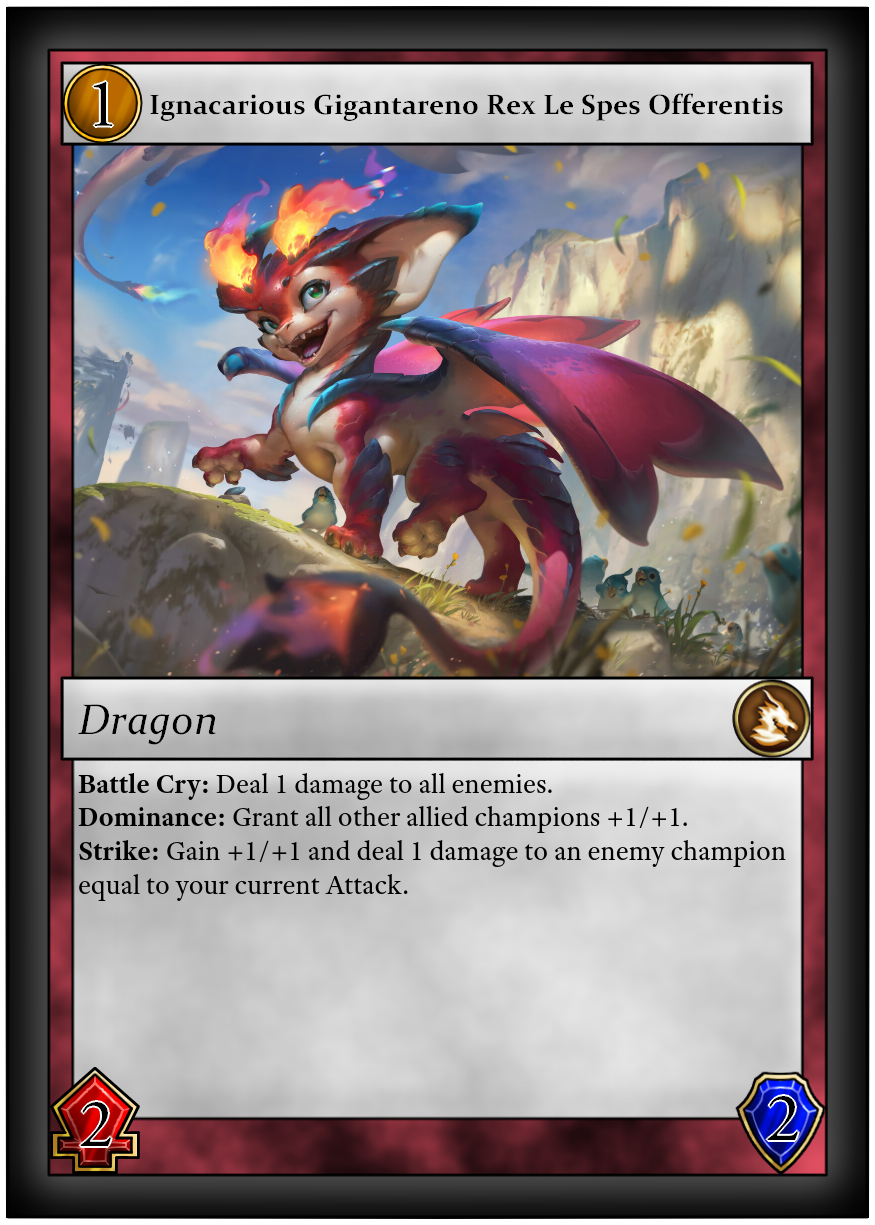 1
Ignacarious Gigantareno Rex Le Spes Offerentis
Dragon
Battle Cry: Deal 1 damage to all enemies.
Dominance: Grant all other allied champions +1/+1.
Strike: Gain +1/+1 and deal 1 damage to an enemy champion
equal to your current Attack.
2
2